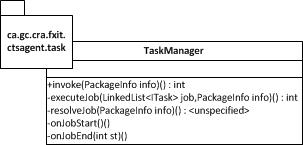 ca.gc.cra.fxit.
ctsagent.task
TaskManager
+invoke(PackageInfo info)() : int
-executeJob(LinkedList<ITask> job,PackageInfo info)() : int
-resolveJob(PackageInfo info)() : <unspecified>
-onJobStart()()
-onJobEnd(int st)()